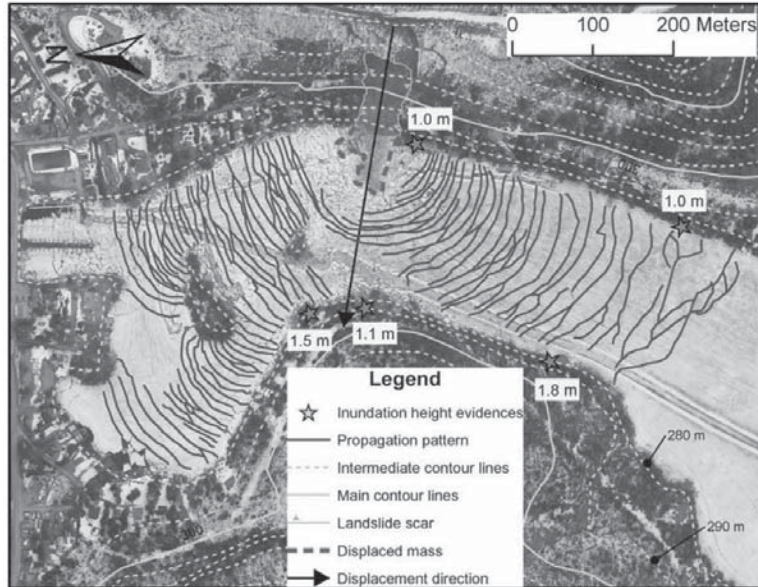 N
0 100 200 Meters
300
1.0 m
1.0 m
1.5 m
1.1 m
1.8 m
280 m
290 m
Legend
Inundation height evidences
Propagation pattern
Intermediate contour lines
Main contour lines
Landslide scar
Displaced mass
Displacement direction